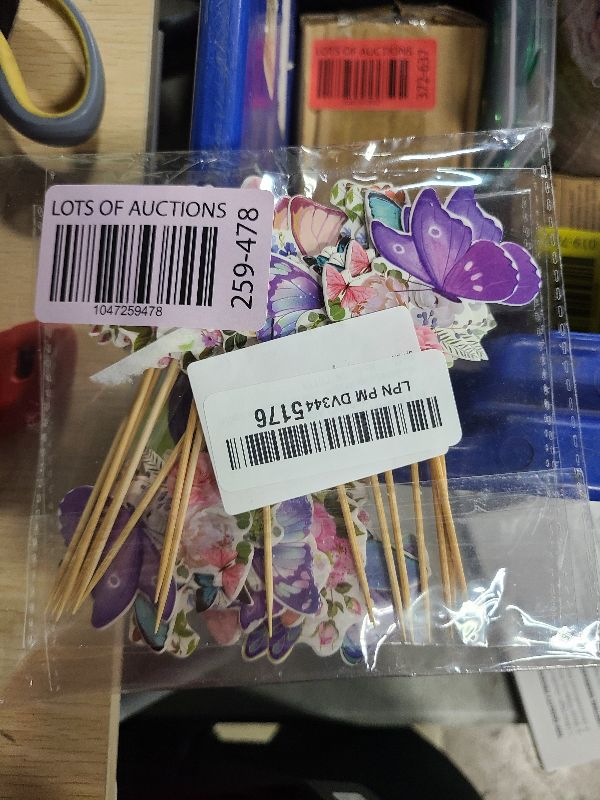 LOTS OF AUCTIONS
372-637
LOTS OF AUCTIONS
259-478
1047259478
LPN PM DV3445176